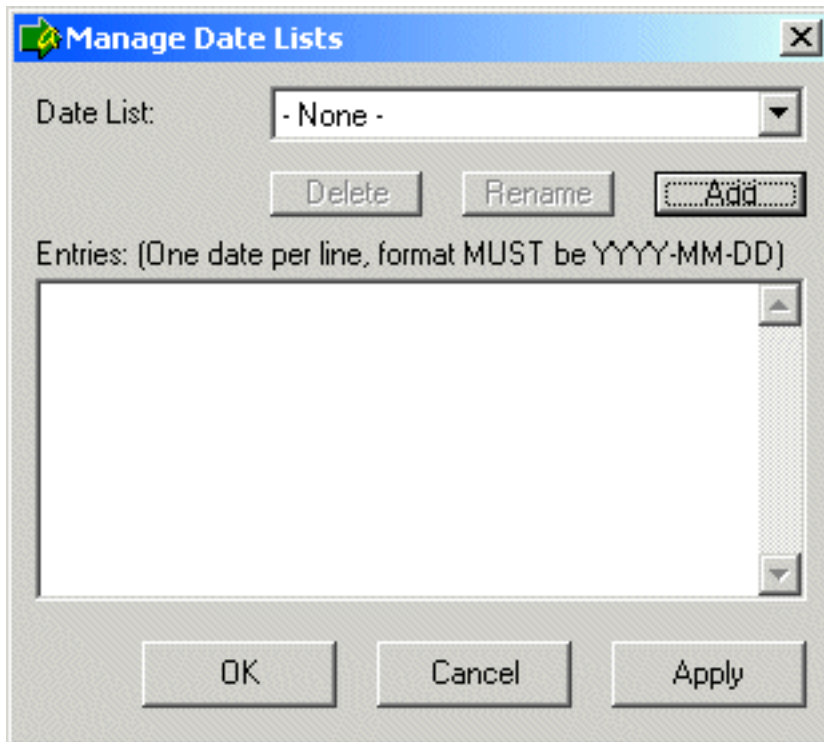 Manage Date Lists
Date List: - None -
Delete Rename Add
Entries: (One date per line, format MUST be YYYY-MM-DD)
OK Cancel Apply